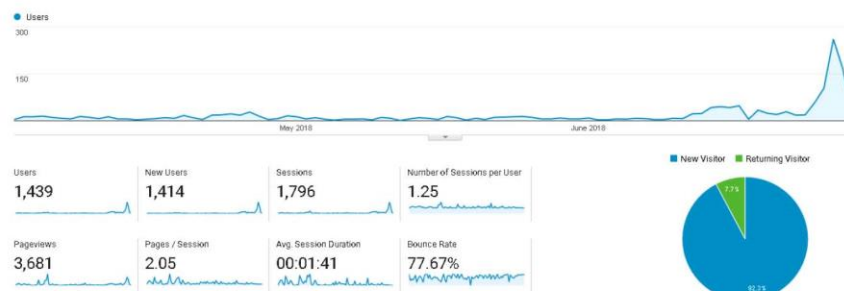 Users
300
150
May 2018
June 2018
New Visitor Returning Visitor
Users
1,439
New Users
1,414
Sessions
1,796
Number of Sessions per User
1.25
Pageviews
3,681
Pages / Session
2.05
Avg. Session Duration
00:01:41
Bounce Rate
77.67%
7.7%
92.3%